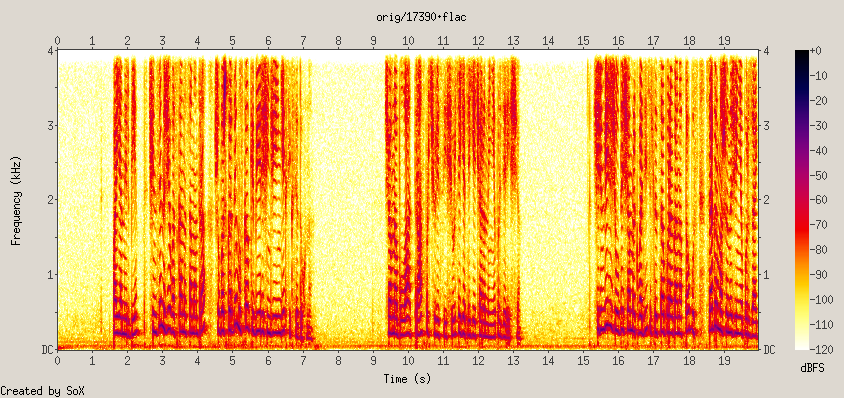 orig/17390•flac
0 1 2 3 4 5 6 7 8 9 10 11 12 13 14 15 16 17 18 19
4 4 +0
-10
-20
3 3 -30
-40
Frequency (kHz)
-50
2 2 -60
-70
1 1 -80
-90
-100
-110
DC DC -120
0 1 2 3 4 5 6 7 8 9 10 11 12 13 14 15 16 17 18 19
dBFS
Time (s)
Created by SoX